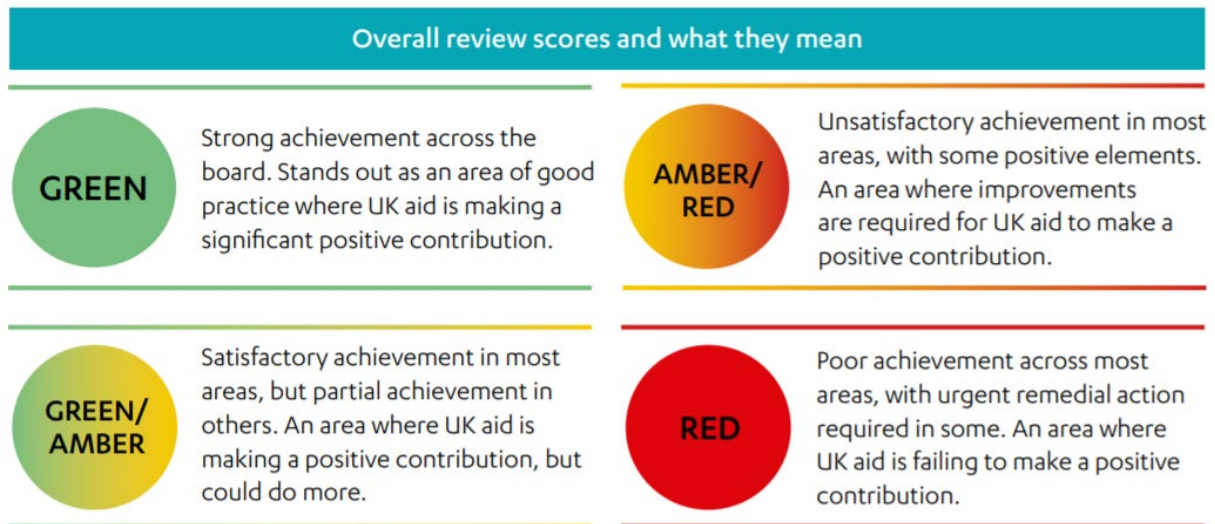 Overall review scores and what they mean
GREEN
Strong achievement across the
board. Stands out as an area of good
practice where UK aid is making a
significant positive contribution.
AMBER/
RED
Unsatisfactory achievement in most
areas, with some positive elements.
An area where improvements
are required for UK aid to make a
positive contribution.
GREEN/
AMBER
Satisfactory achievement in most
areas, but partial achievement in
others. An area where UK aid is
making a positive contribution, but
could do more.
RED
Poor achievement across most
areas, with urgent remedial action
required in some. An area where
UK aid is failing to make a positive
contribution.